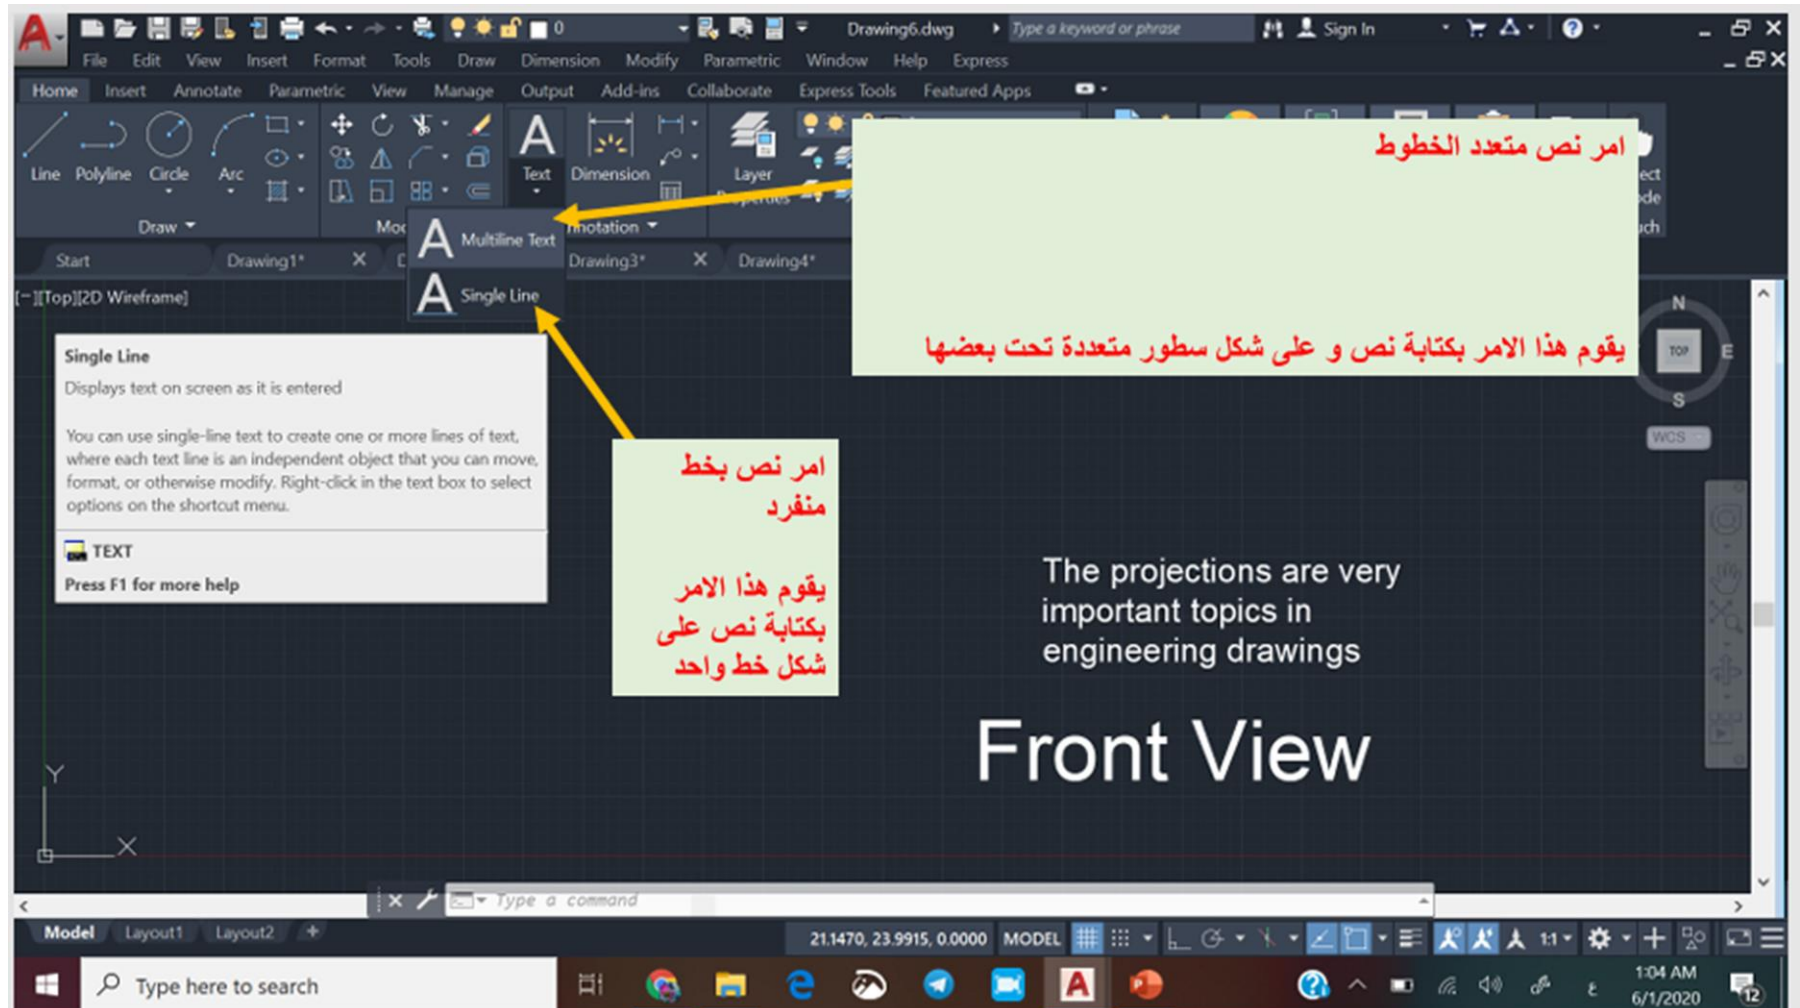 0
Drawing6.dwg
Type a keyword or phrase
Sign In
File Edit View Insert Format Tools Draw Dimension Modify Parametric Window Help Express
Home Insert Annotate Parametric View Manage Output Add-ins Collaborate Express Tools Featured Apps
Line Polyline Circle Arc
Text Dimension
Layer
Draw
Start Drawing1* Drawing3* Drawing4*
Multiline Text
Single Line
امر نص متعدد الخطوط
يقوم هذا الامر بكتابة نص و على شكل سطور متعددة تحت بعضها
[-][Top][2D Wireframe]
N
TOP
E
S
WCS
Single Line
Displays text on screen as it is entered
You can use single-line text to create one or more lines of text,
where each text line is an independent object that you can move,
format, or otherwise modify. Right-click in the text box to select
options on the shortcut menu.
TEXT
Press F1 for more help
امر نص بخط
منفرد
يقوم هذا الامر
بكتابة نص على
شكل خط واحد
The projections are very
important topics in
engineering drawings
Front View
Y
X
Type a command
Model Layout1 Layout2 +
21.1470, 23.9915, 0.0000 MODEL
1:1
Type here to search
ع
1:04 AM
6/1/2020
12